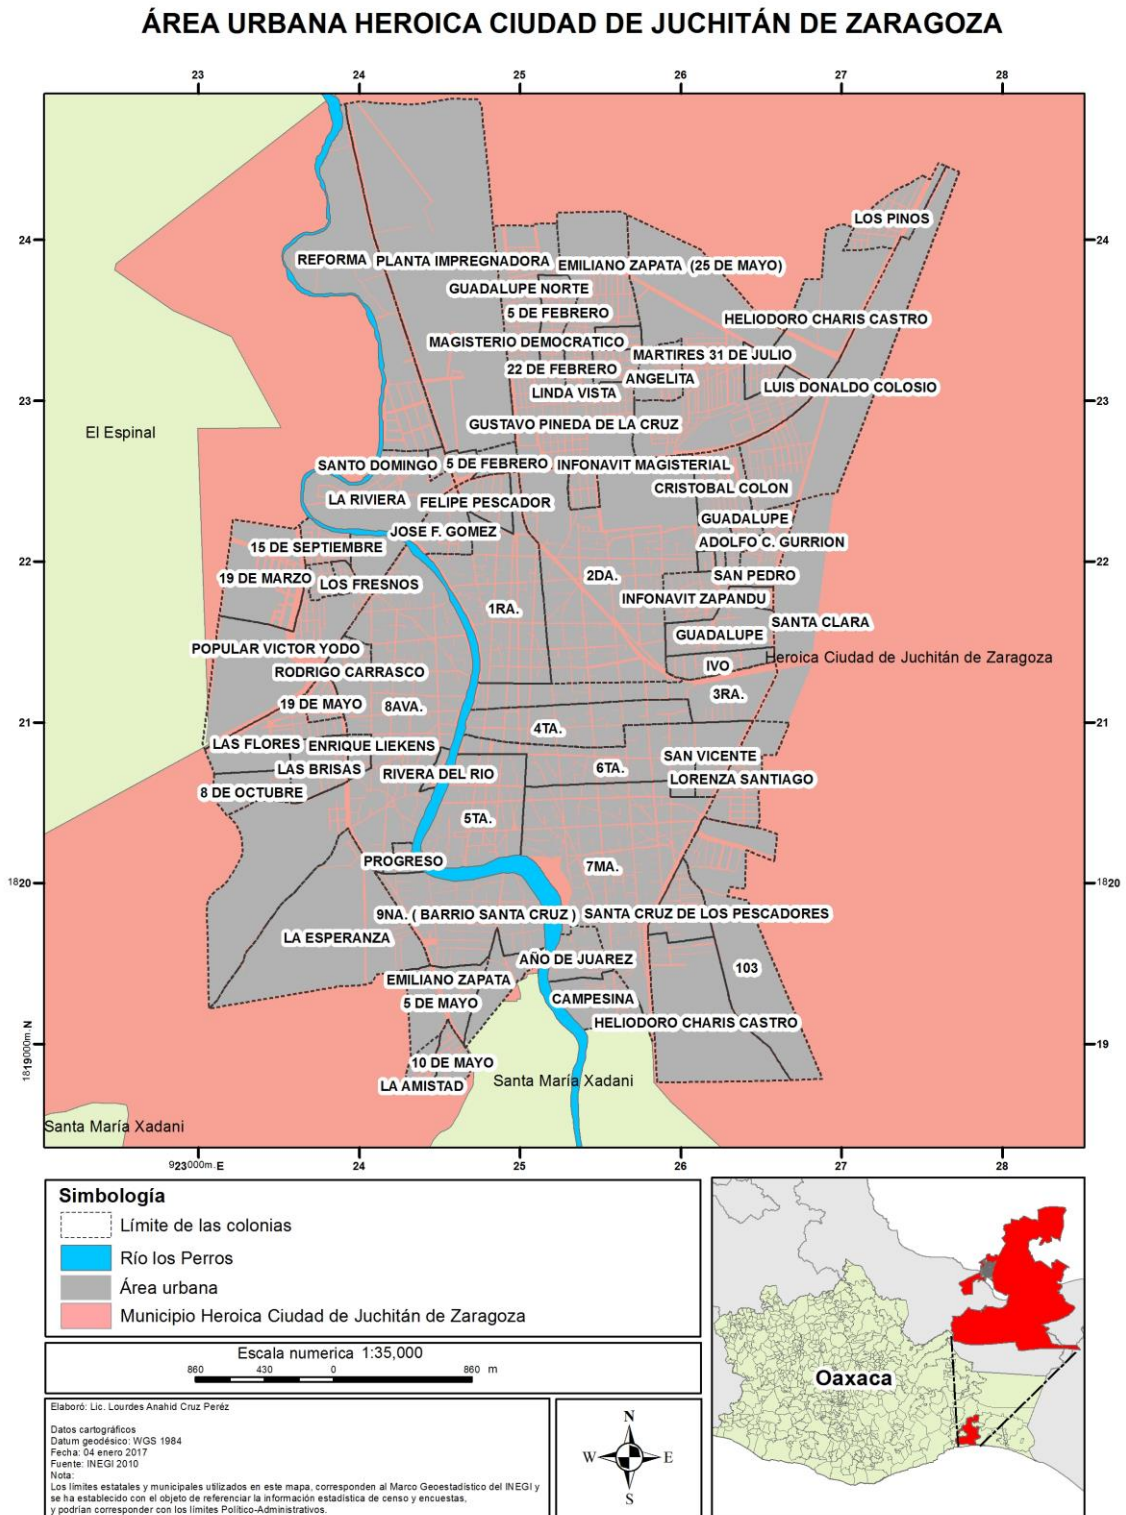 ÁREA URBANA HEROICA CIUDAD DE JUCHITÁN DE ZARAGOZA
23 24 25 26 27 28
LOS PINOS
24 24
REFORMA PLANTA IMPREGNADORA EMILIANO ZAPATA (25 DE MAYO)
GUADALUPE NORTE
5 DE FEBRERO HELIODORO CHARIS CASTRO
MAGISTERIO DEMOCRATICO MARTIRES 31 DE JULIO
22 DE FEBRERO ANGELITA
LINDA VISTA LUIS DONALDO COLOSIO
23 23
GUSTAVO PINEDA DE LA CRUZ
El Espinal
SANTO DOMINGO 5 DE FEBRERO INFONAVIT MAGISTERIAL
CRISTOBAL COLON
LA RIVIERA FELIPE PESCADOR
GUADALUPE
JOSE F. GOMEZ ADOLFO C. GURRION
15 DE SEPTIEMBRE
22 22
19 DE MARZO LOS FRESNOS 2DA. SAN PEDRO
INFONAVIT ZAPANDU
1RA. SANTA CLARA
GUADALUPE
POPULAR VICTOR YODO IVO Heroica Ciudad de Juchitán de Zaragoza
RODRIGO CARRASCO
19 DE MAYO 8AVA. 3RA.
21 21
4TA.
LAS FLORES ENRIQUE LIEKENS SAN VICENTE
LAS BRISAS RIVERA DEL RIO 6TA. LORENZA SANTIAGO
8 DE OCTUBRE
5TA.
PROGRESO 7MA.
1820 1820
9NA. ( BARRIO SANTA CRUZ ) SANTA CRUZ DE LOS PESCADORES
LA ESPERANZA
AÑO DE JUAREZ 103
EMILIANO ZAPATA
5 DE MAYO CAMPESINA
HELIODORO CHARIS CASTRO
1819000m.N 19
10 DE MAYO
LA AMISTAD Santa María Xadani
Santa María Xadani
923000m.E 24 25 26 27 28
Simbología
Límite de las colonias
Río los Perros
Área urbana
Municipio Heroica Ciudad de Juchitán de Zaragoza
Escala numerica 1:35,000
860 430 0 860 m
Elaboró: Lic. Lourdes Anahid Cruz Peréz
Datos cartográficos
Datum geodésico: WGS 1984
Fecha: 04 enero 2017
Fuente: INEGI 2010
Nota:
Los límites estatales y municipales utilizados en este mapa, corresponden al Marco Geoestadístico del INEGI y
se ha establecido con el objeto de referenciar la información estadística de censo y encuestas,
y podrían corresponder con los límites Político-Administrativos.
N
W E
S
Oaxaca